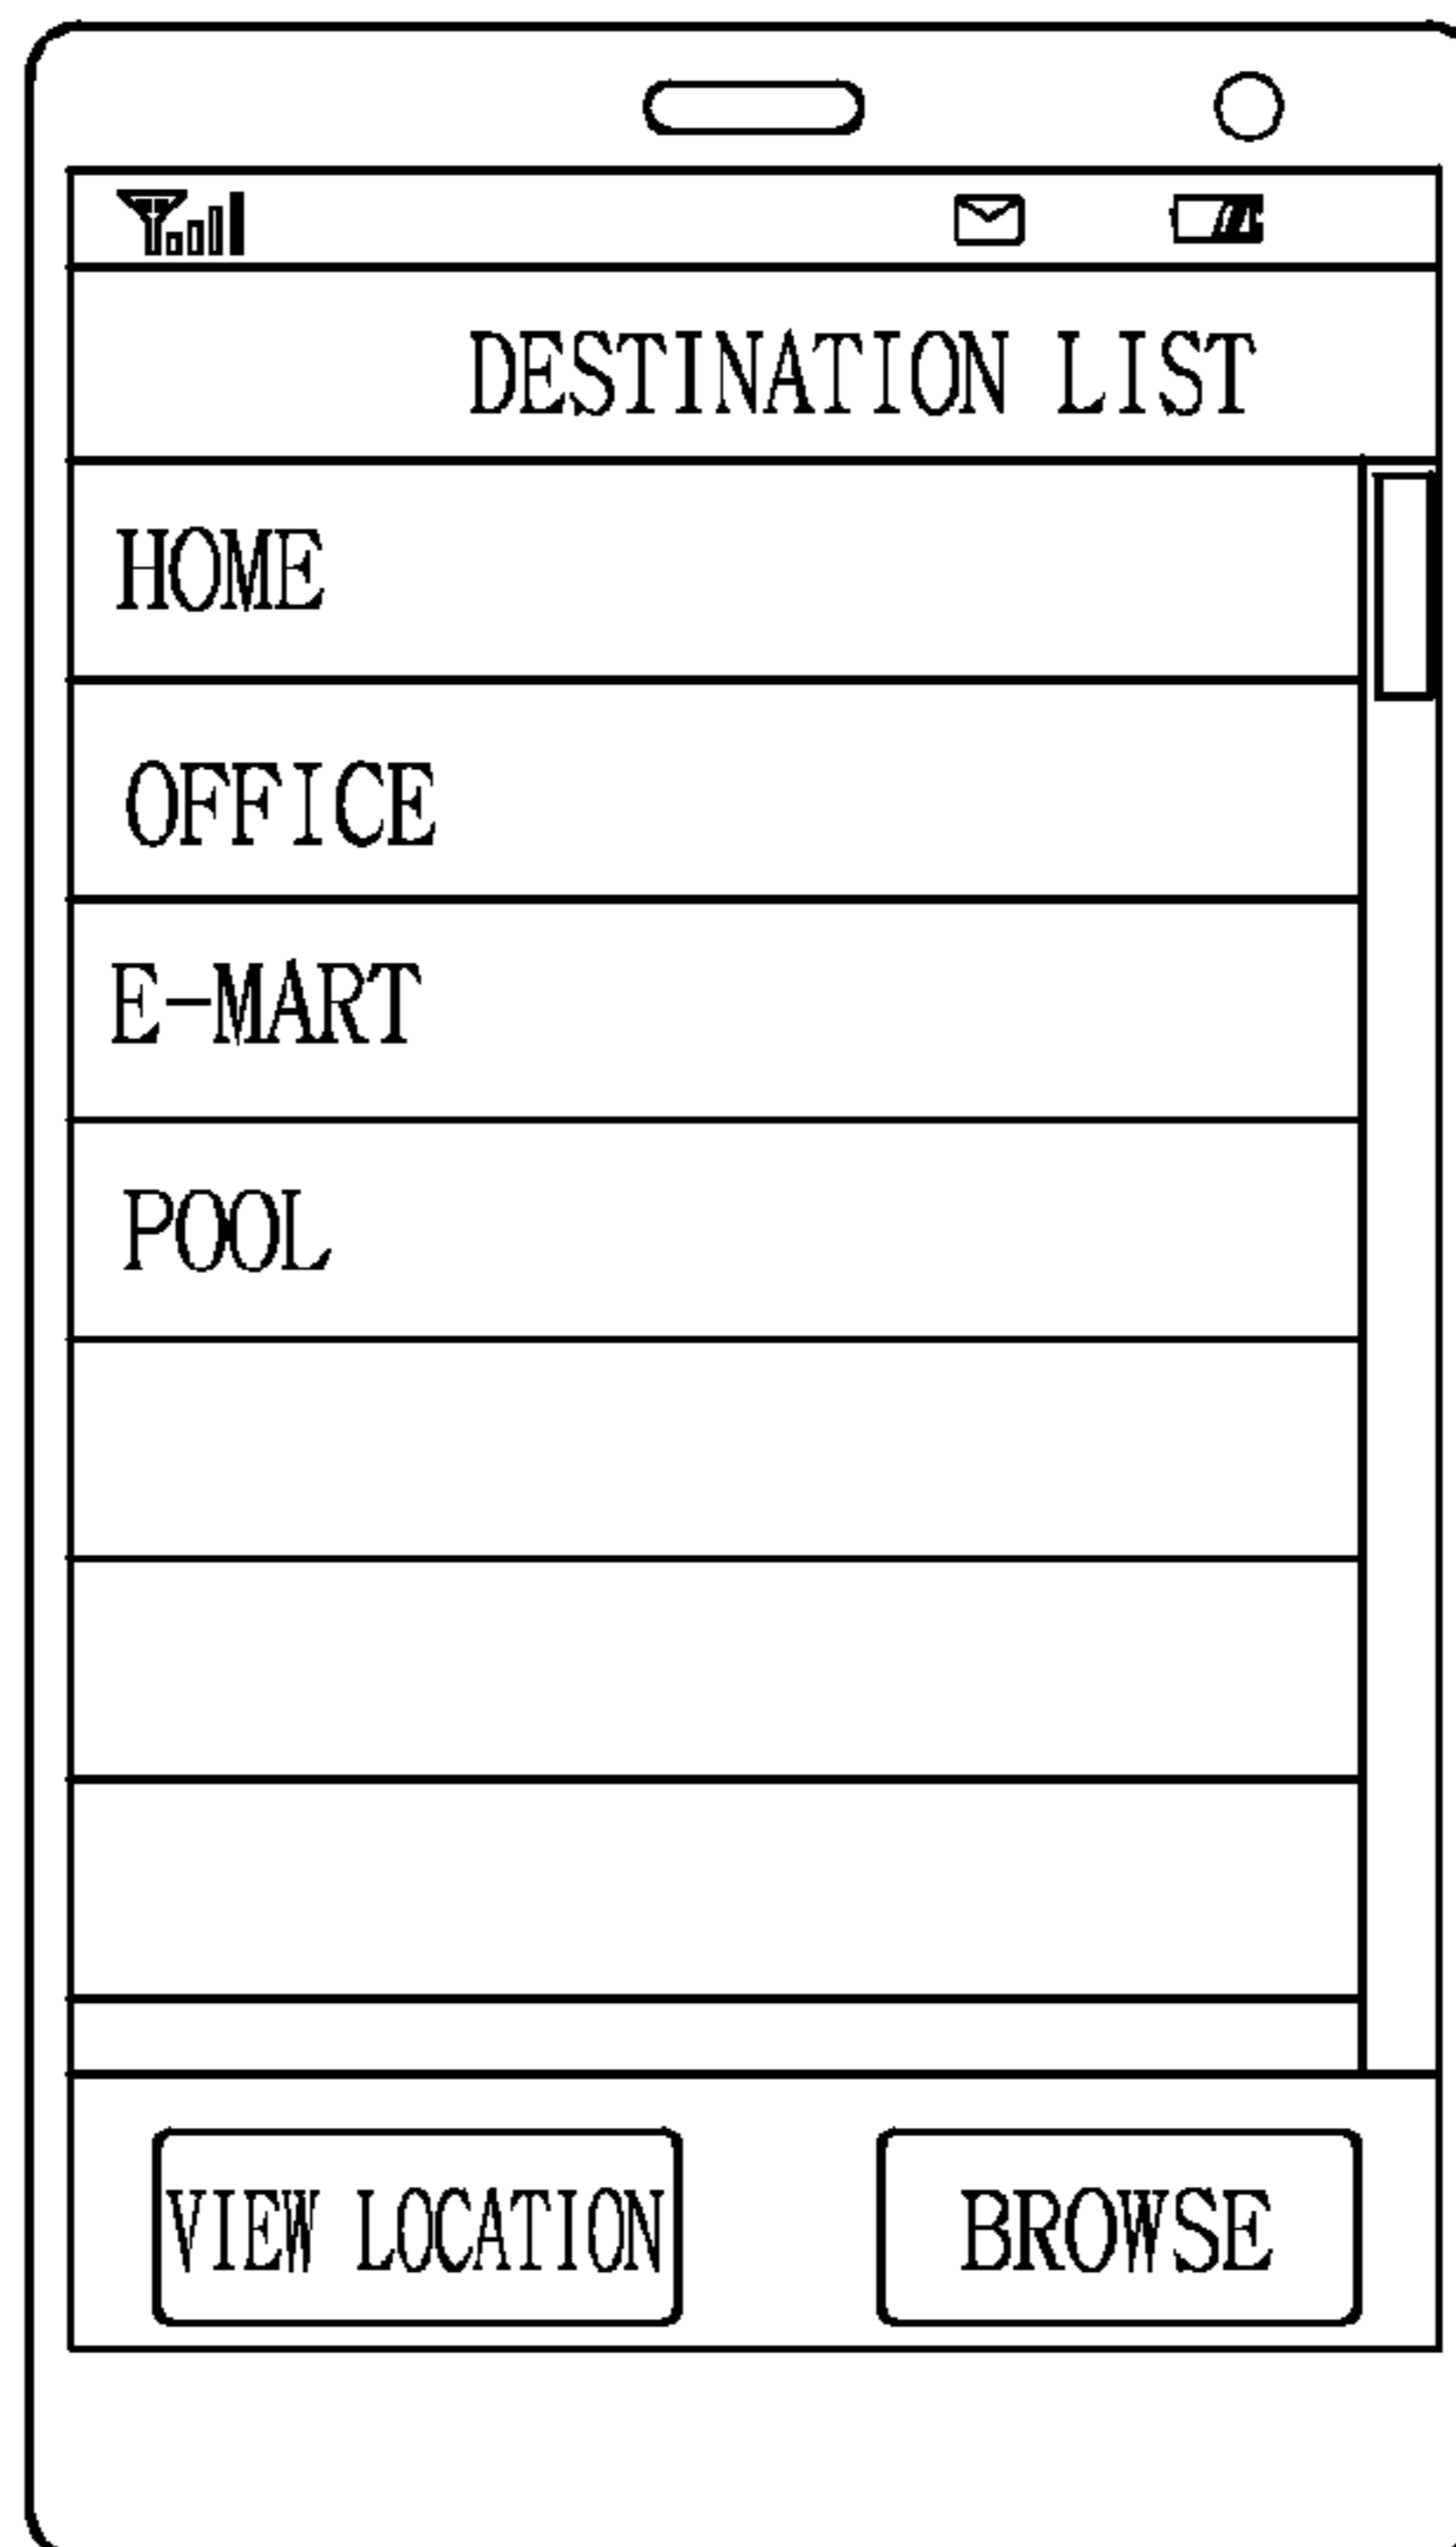 DESTINATION LIST
HOME
OFFICE
E-MART
POOL
VIEW LOCATION
BROWSE